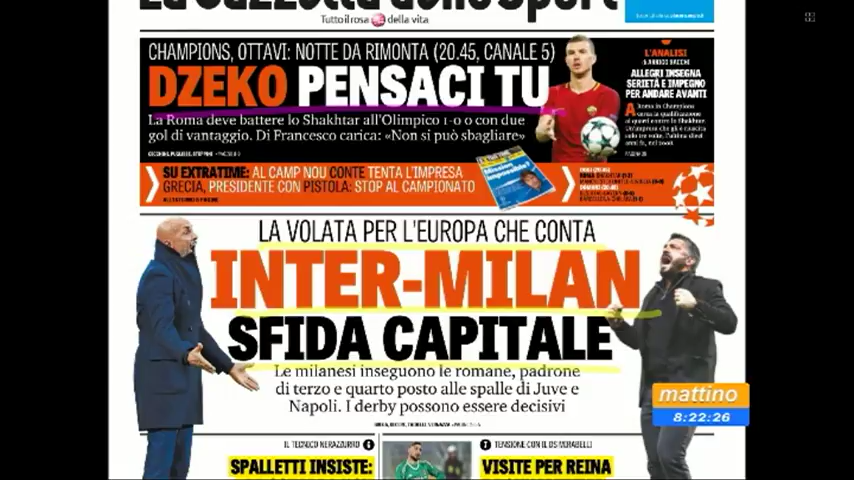 La Gazzetta dello Sport
Tutto il rosa della vita
CHAMPIONS, OTTAVI: NOTTE DA RIMONTA (20.45, CANALE 5)
DZEKO PENSACI TU
La Roma deve battere lo Shakhtar all'Olimpico 1-0 o con due
gol di vantaggio. Di Francesco carica: «Non si può sbagliare»
L'ANALISI
di ARRIGO SACCHI
ALLEGRI INSEGNA
SERIETÀ E IMPEGNO
PER ANDARE AVANTI
SU EXTRATIME: AL CAMP NOU CONTE TENTA L'IMPRESA
GRECIA, PRESIDENTE CON PISTOLA: STOP AL CAMPIONATO
Mission
impossible?
LA VOLATA PER L'EUROPA CHE CONTA
INTER-MILAN
SFIDA CAPITALE
Le milanesi inseguono le romane, padrone
di terzo e quarto posto alle spalle di Juve e
Napoli. I derby possono essere decisivi
mattino
8:22:26
IL TECNICO NERAZZURRO
SPALLETTI INSISTE:
TENSIONE CON IL DS MIRABELLI
VISITE PER REINA